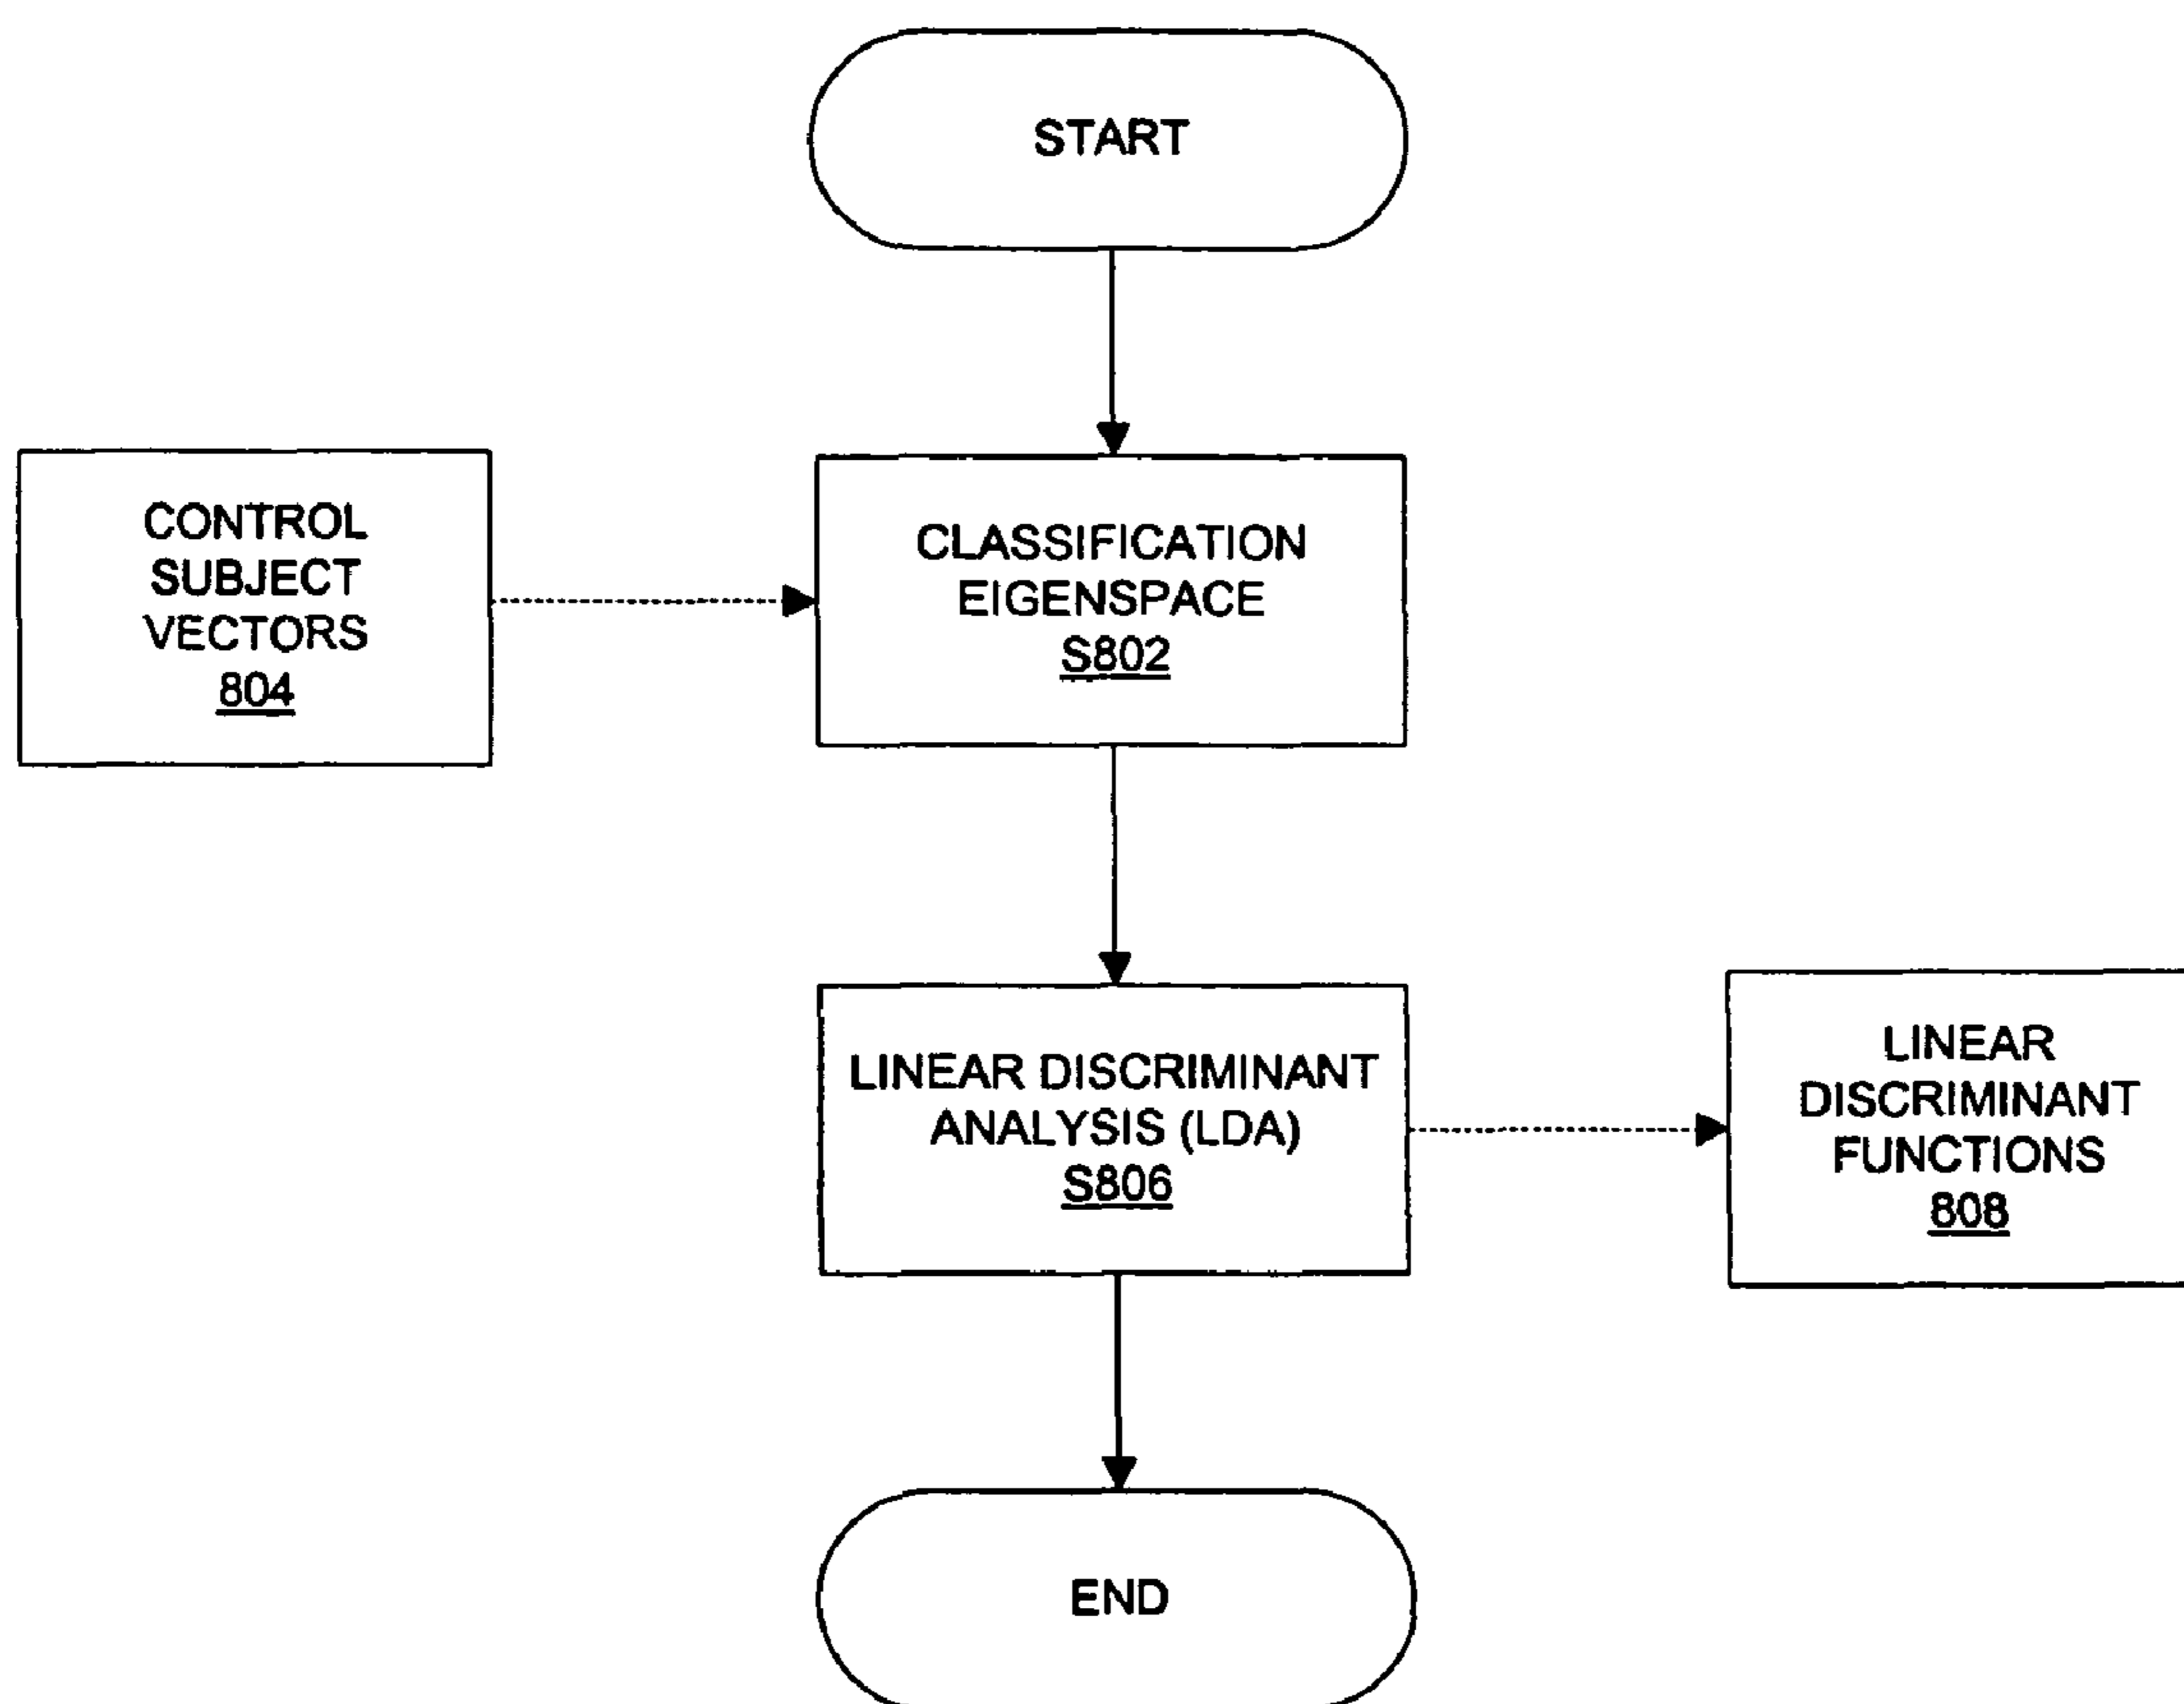 START
CONTROL
SUBJECT
VECTORS
804
CLASSIFICATION
EIGENSPACE
S802
LINEAR DISCRIMINANT
ANALYSIS (LDA)
S806
LINEAR
DISCRIMINANT
FUNCTIONS
808
END